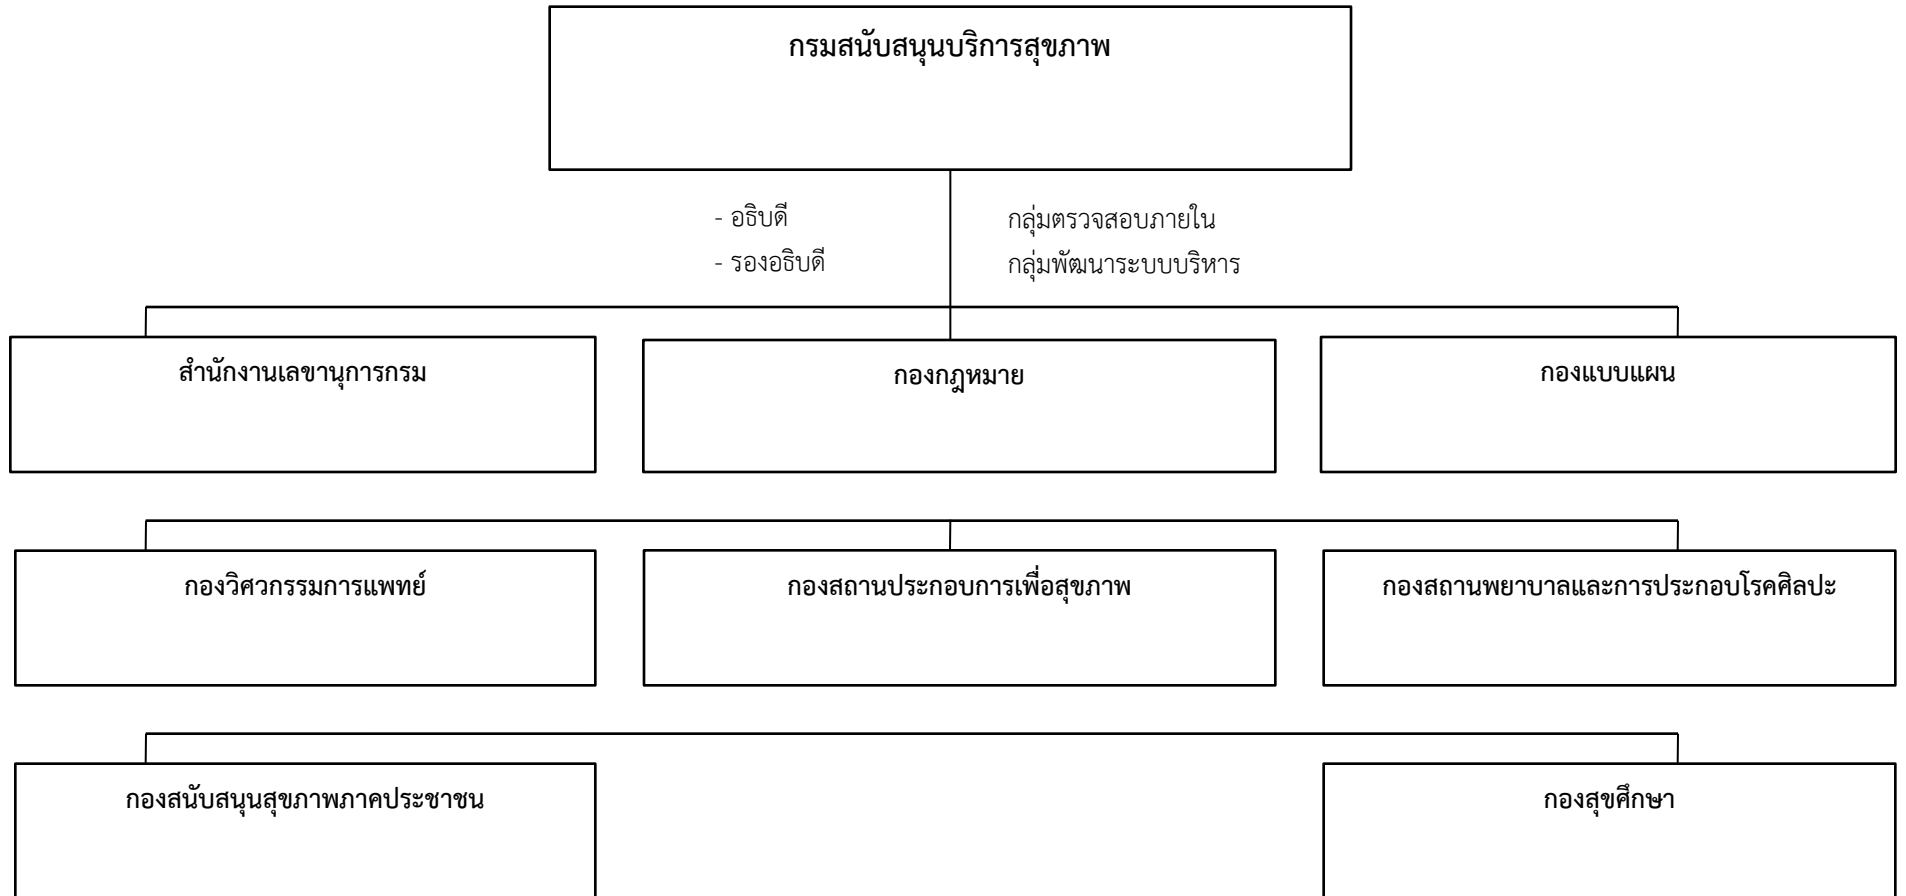 กรมสนับสนุนบริการสุขภาพ
- อธิบดี
- รองอธิบดี
กลุ่มตรวจสอบภายใน
กลุ่มพัฒนาระบบบริหาร
สำนักงานเลขานุการกรม
กองกฎหมาย
กองแบบแผน
กองวิศวกรรมการแพทย์
กองสถานประกอบการเพื่อสุขภาพ
กองสถานพยาบาลและการประกอบโรคศิลปะ
กองสนับสนุนสุขภาพภาคประชาชน
กองสุขศึกษา